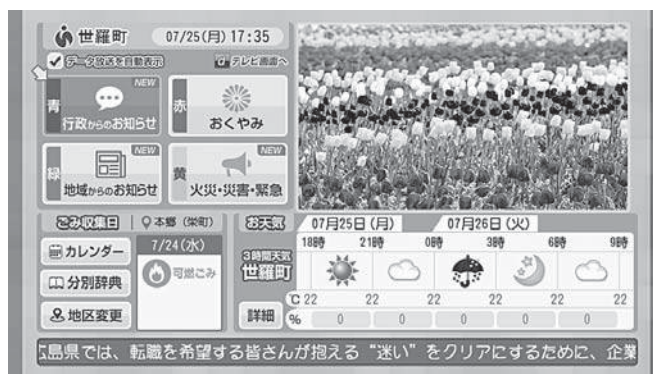 世羅町 07/25(月) 17:35
データ放送を自動表示 テレビ画面へ
青 NEW 行政からのお知らせ
赤 おくやみ
緑 NEW 地域からのお知らせ
黄 NEW 火災・災害・緊急
ごみ収集日 本郷（栄町）
カレンダー
分別辞典
地区変更
7/24(水)
可燃ごみ
お天気 07月25日（月） 07月26日（火）
18時 21時 0時 3時 6時 9時
3時間天気
世羅町
℃ 22 22 22 22 22 22
詳細 % 0 0 0 0 0
広島県では、転職を希望する皆さんが抱える“迷い”をクリアにするために、企業